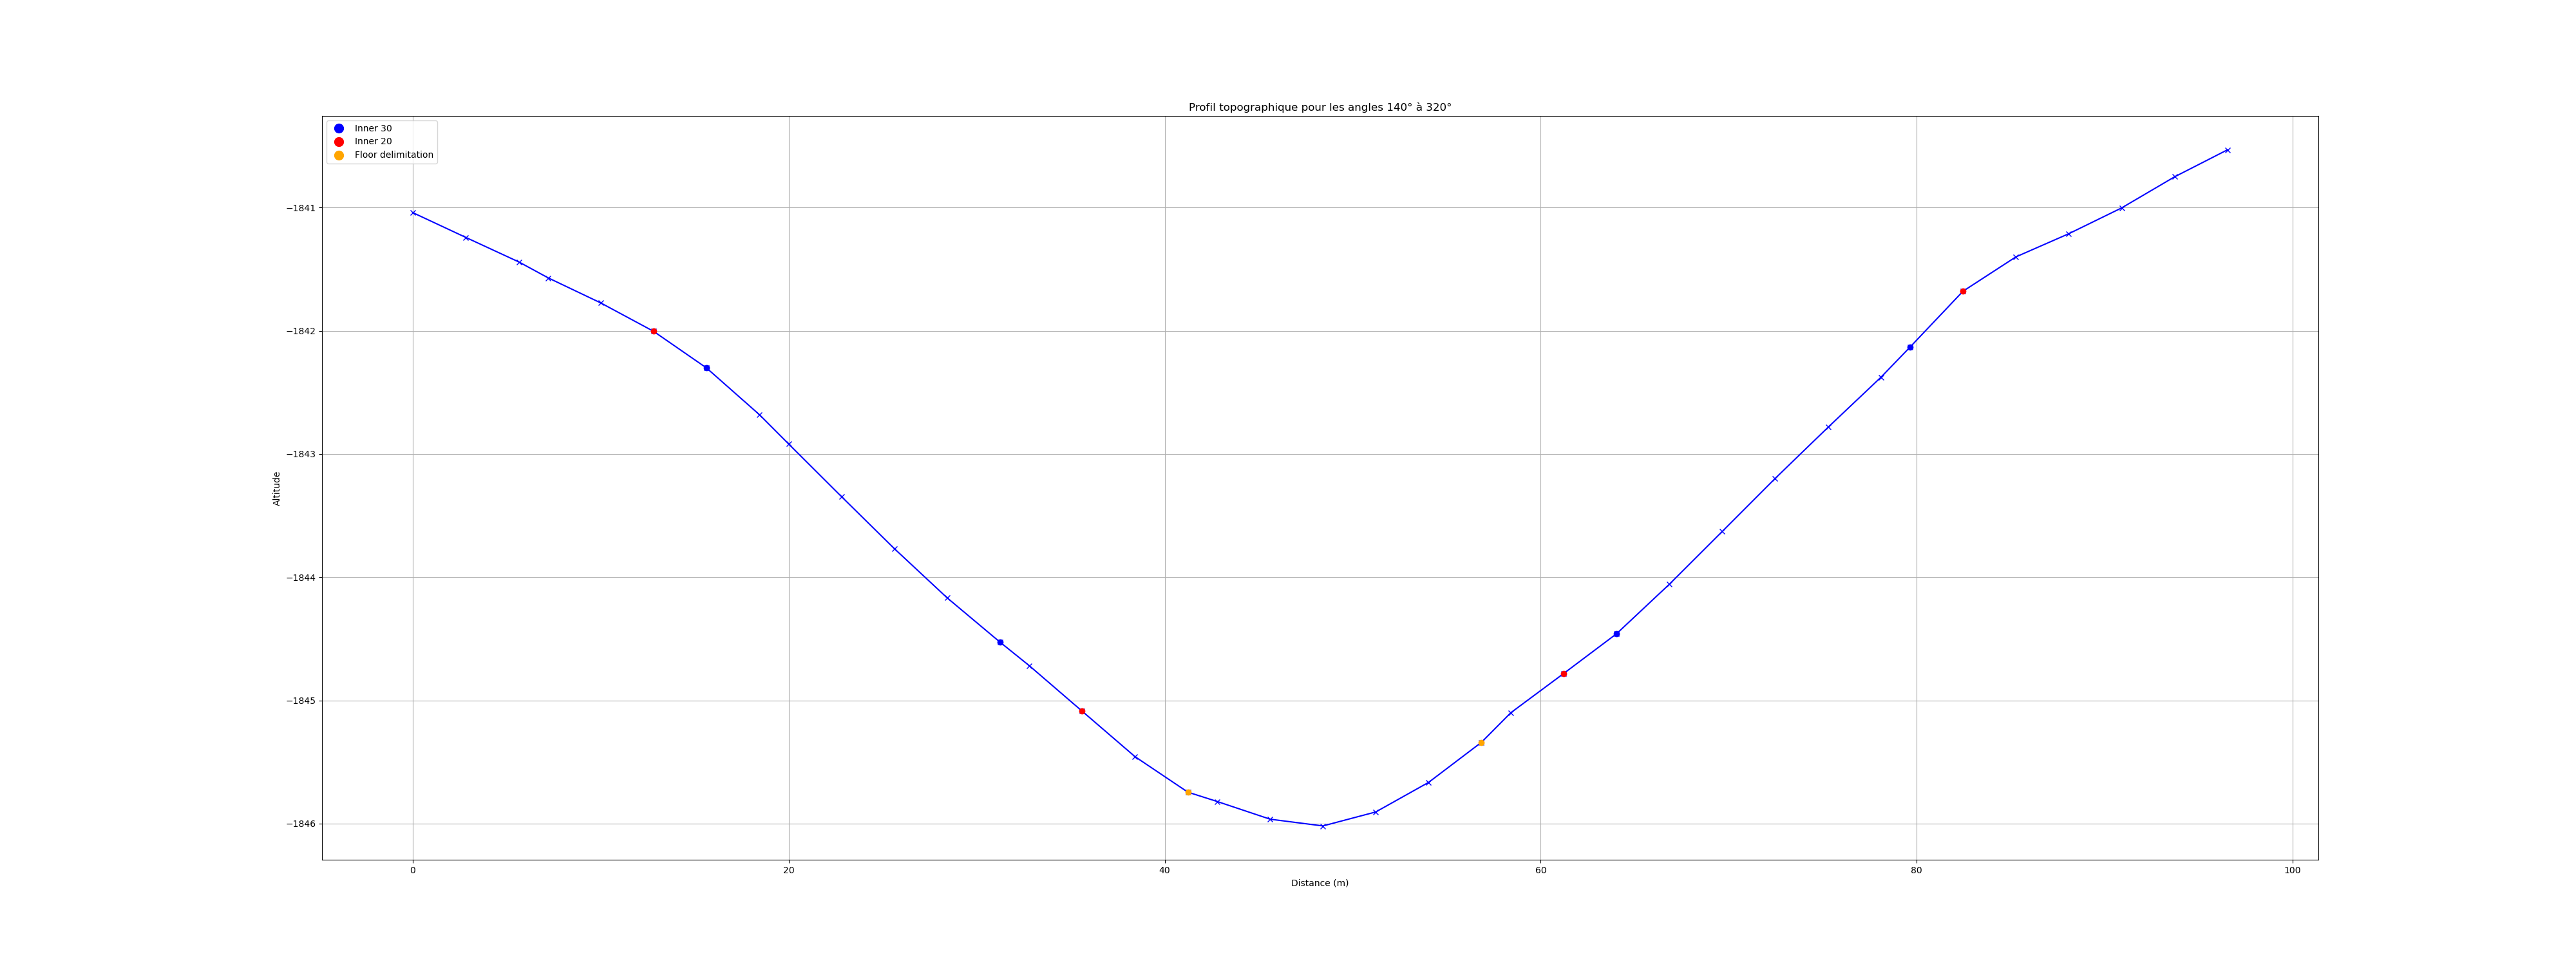 Profil topographique pour les angles 140° à 320°
Inner 30
Inner 20
Floor delimitation
Altitude
−1841
−1842
−1843
−1844
−1845
−1846
0
20
40
60
80
100
Distance (m)